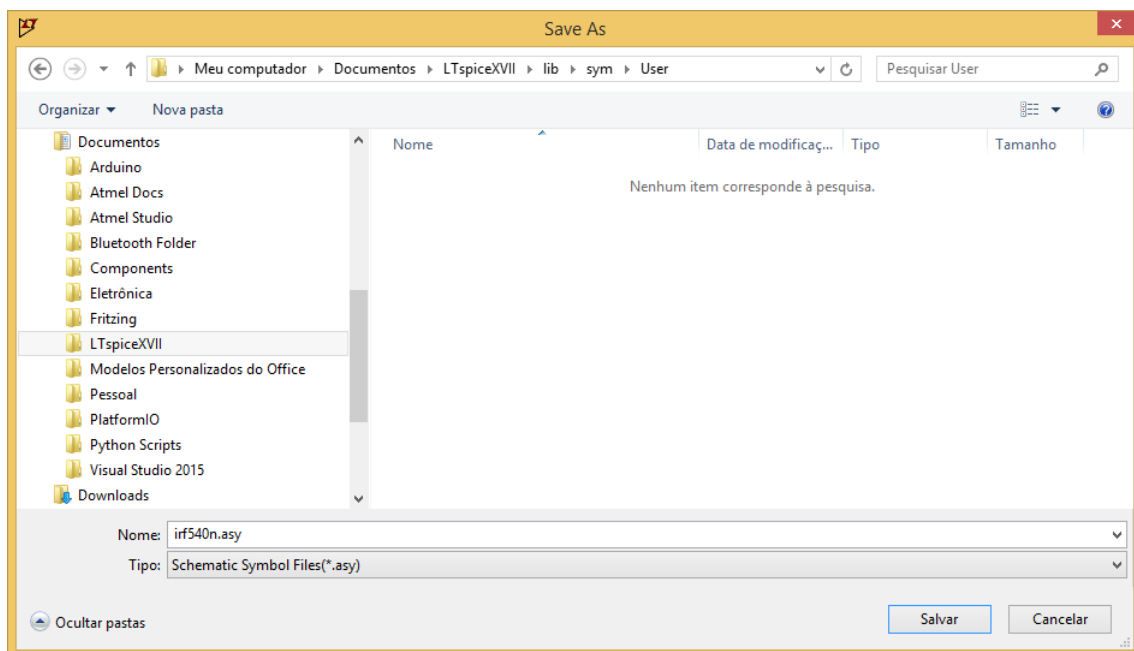 Save As
Meu computador Documentos LTspiceXVII lib sym User Pesquisar User
Organizar Nova pasta
Nome Data de modificaç... Tipo Tamanho
Nenhum item corresponde à pesquisa.
Documentos
Arduino
Atmel Docs
Atmel Studio
Bluetooth Folder
Components
Eletrônica
Fritzing
LTspiceXVII
Modelos Personalizados do Office
Pessoal
PlatformIO
Python Scripts
Visual Studio 2015
Downloads
Nome: irf540n.asy
Tipo: Schematic Symbol Files(*.asy)
Ocultar pastas Salvar Cancelar